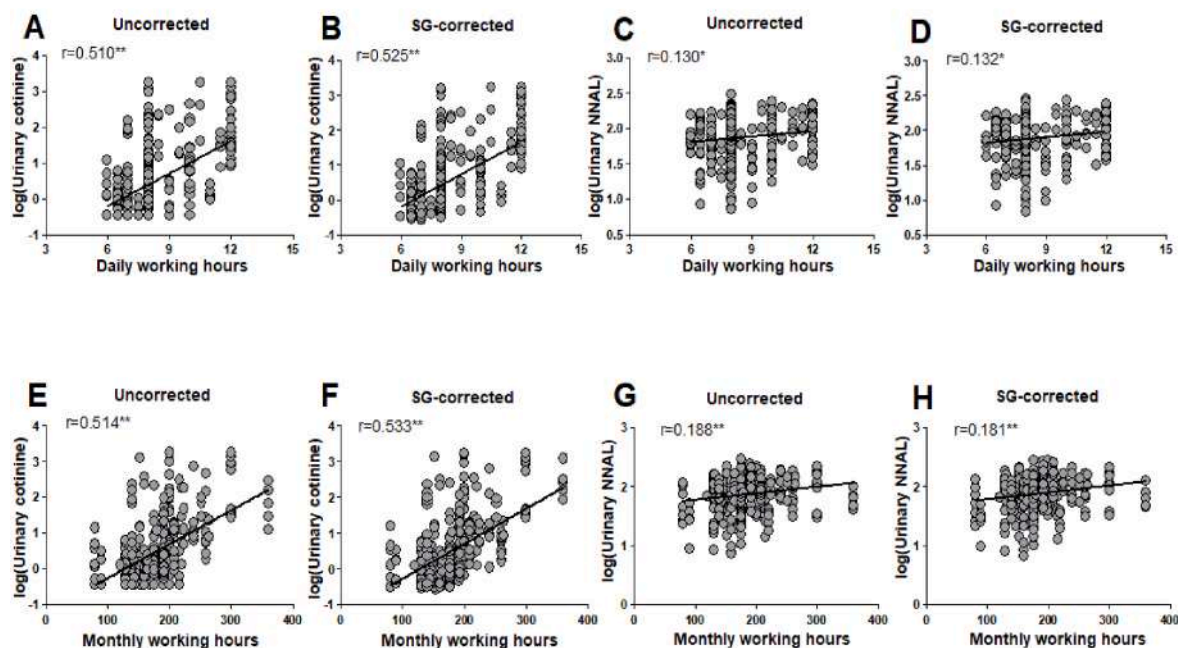 A Uncorrected
r=0.510**
log(Urinary cotinine)
4
3
2
1
0
-1
3 6 9 12 15
Daily working hours
B SG-corrected
r=0.525**
log(Urinary cotinine)
4
3
2
1
0
-1
3 6 9 12 15
Daily working hours
C Uncorrected
r=0.130*
log(Urinary NNAL)
3.0
2.5
2.0
1.5
1.0
0.5
3 6 9 12 15
Daily working hours
D SG-corrected
r=0.132*
log(Urinary NNAL)
3.0
2.5
2.0
1.5
1.0
0.5
3 6 9 12 15
Daily working hours
E Uncorrected
r=0.514**
log(Urinary cotinine)
4
3
2
1
0
-1
0 100 200 300 400
Monthly working hours
F SG-corrected
r=0.533**
log(Urinary cotinine)
4
3
2
1
0
-1
0 100 200 300 400
Monthly working hours
G Uncorrected
r=0.188**
log(Urinary NNAL)
3
2
1
0
0 100 200 300 400
Monthly working hours
H SG-corrected
r=0.181**
log(Urinary NNAL)
3
2
1
0
0 100 200 300 400
Monthly working hours